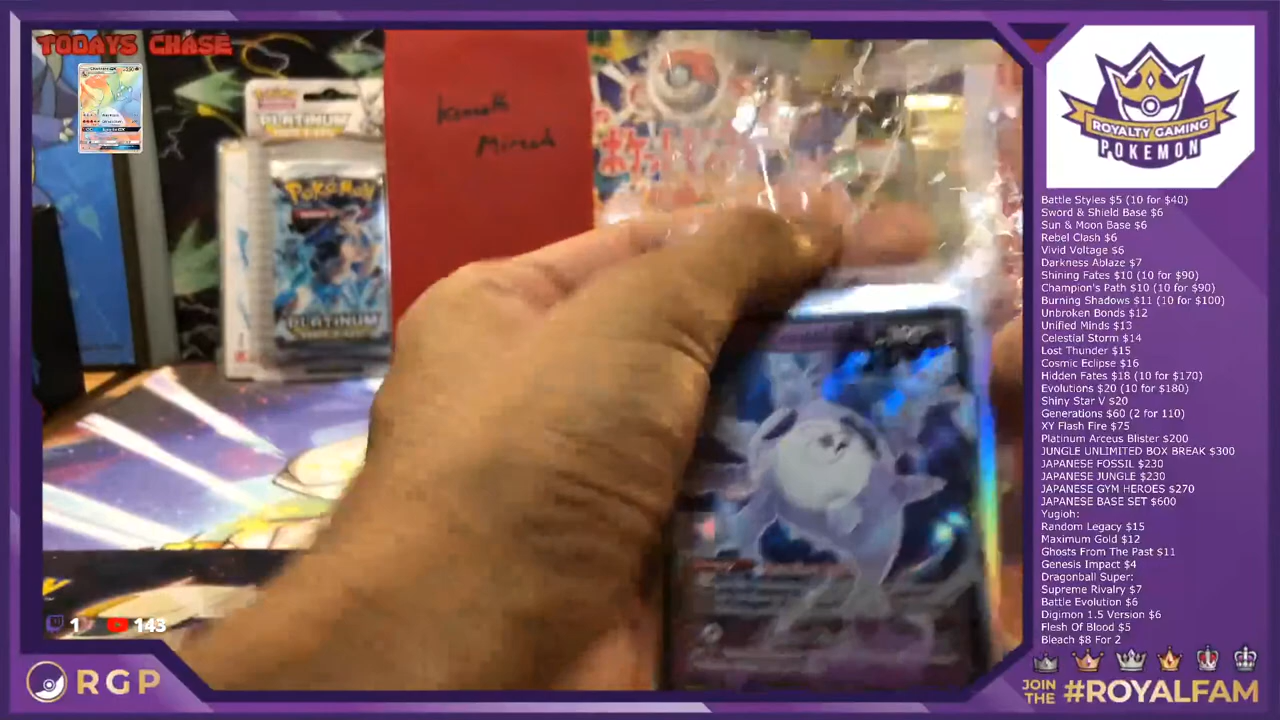 TODAYS CHASE
POKÉMON
PLATINUM
POKÉMON
PLATINUM
ROYALTY GAMING
POKEMON
Battle Styles $5 (10 for $40)
Sword & Shield Base $6
Sun & Moon Base $6
Rebel Clash $6
Vivid Voltage $6
Darkness Ablaze $7
Shining Fates $10 (10 for $90)
Champion's Path $10 (10 for $90)
Burning Shadows $11 (10 for $100)
Unbroken Bonds $12
Unified Minds $13
Celestial Storm $14
Lost Thunder $15
Cosmic Eclipse $16
Hidden Fates $18 (10 for $170)
Evolutions $20 (10 for $180)
Shiny Star V $20
Generations $60 (2 for 110)
XY Flash Fire $75
Platinum Arceus Blister $200
JUNGLE UNLIMITED BOX BREAK $300
JAPANESE FOSSIL $230
JAPANESE JUNGLE $230
JAPANESE GYM HEROES $270
JAPANESE BASE SET $600
Yugioh:
Random Legacy $15
Maximum Gold $12
Ghosts From The Past $11
Genesis Impact $4
Dragonball Super:
Supreme Rivalry $7
Battle Evolution $6
Digimon 1.5 Version $6
Flesh Of Blood $5
Bleach $8 For 2
1
143
RGP
JOIN THE #ROYALFAM